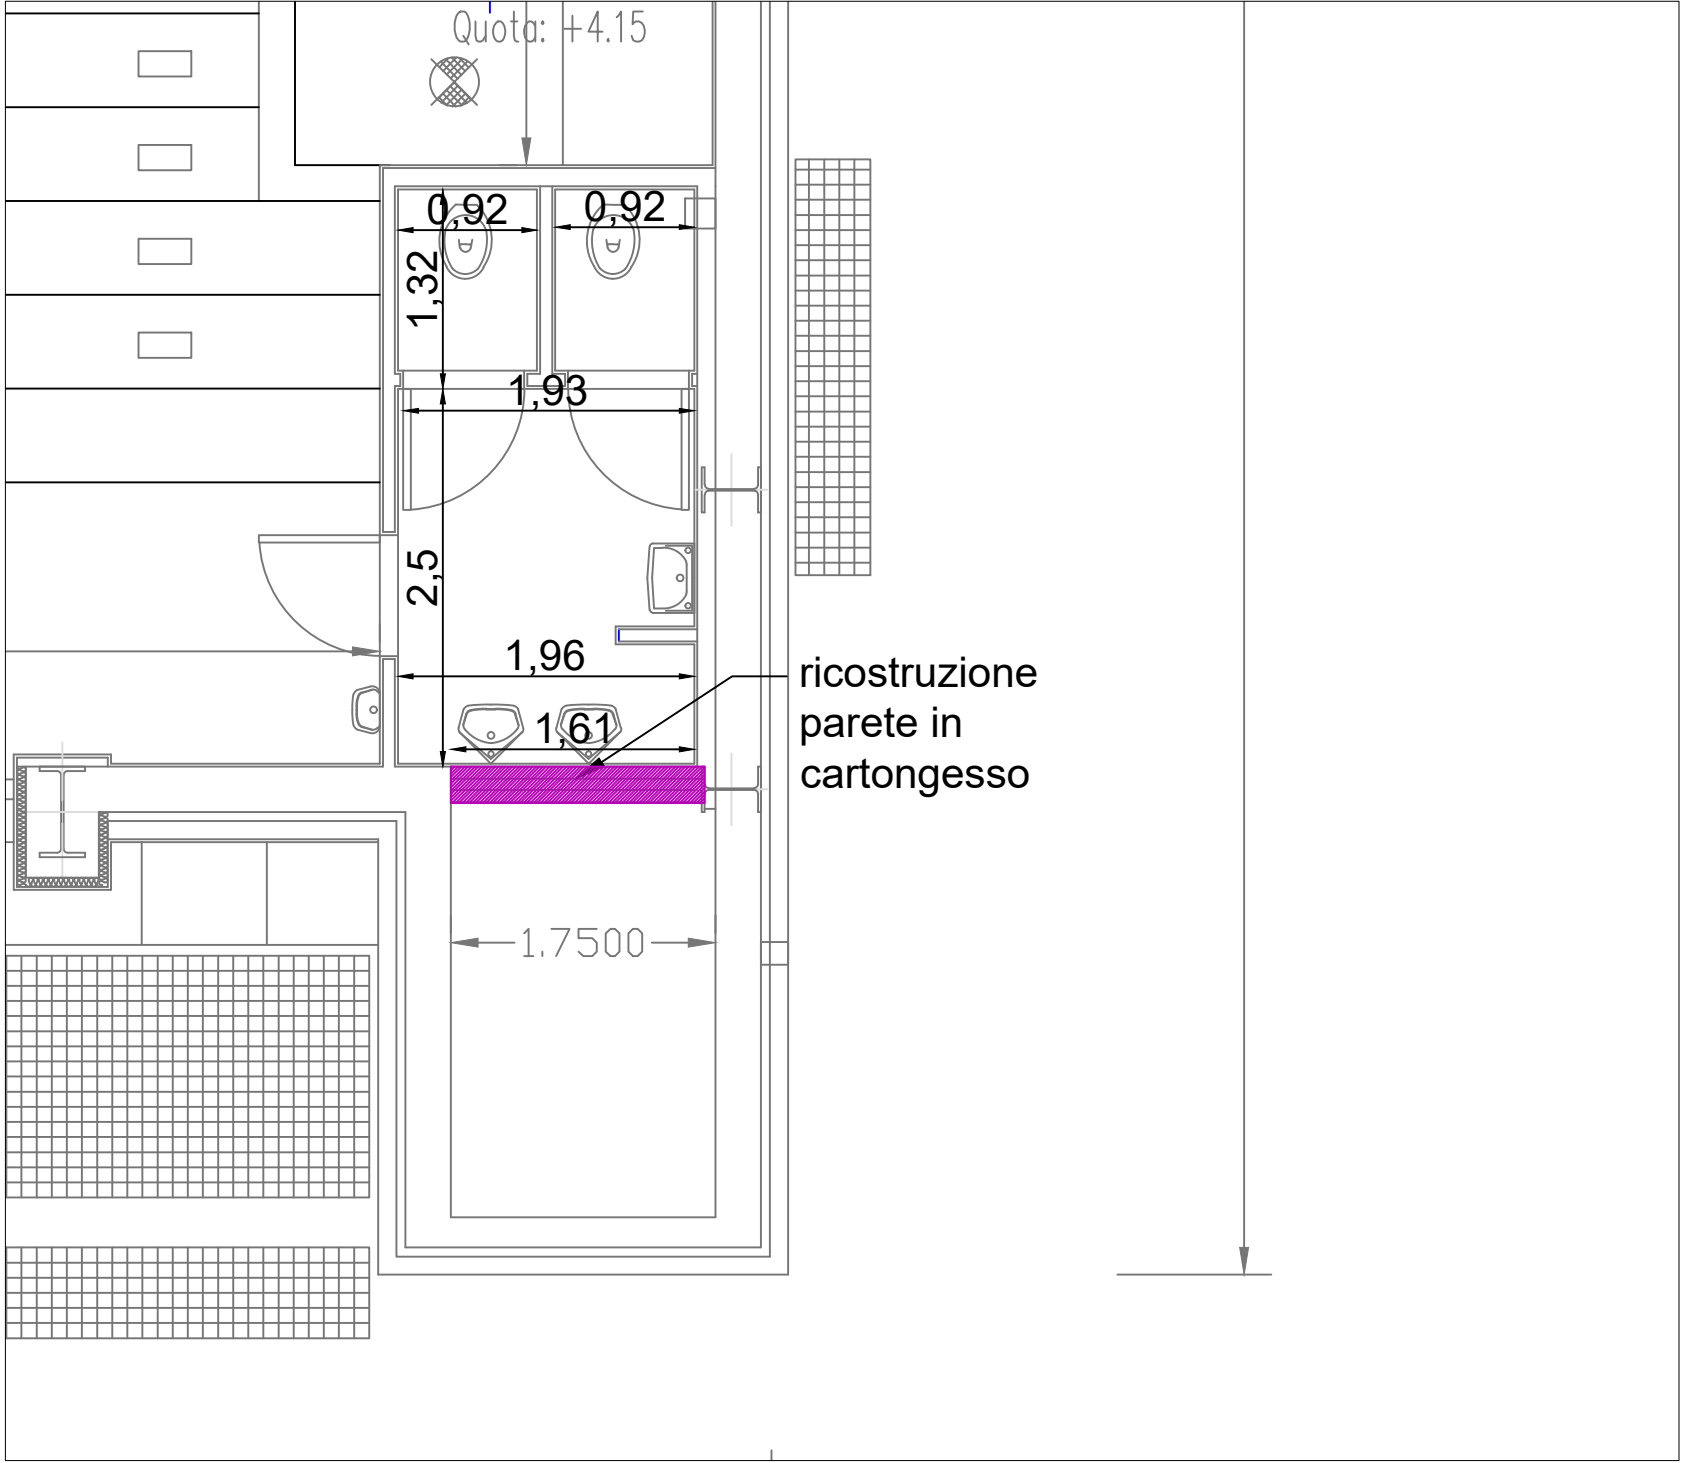 Quota: +4.15
0,92
0,92
1,32
1,93
2,5
1,96
1,61
ricostruzione
parete in
cartongesso
1.7500